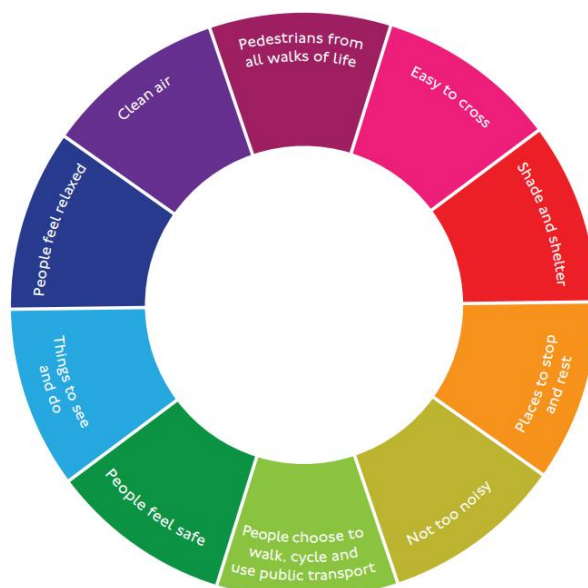 Pedestrians from
all walks of life
Easy to cross
Shade and shelter
Places to stop
and rest
Not too noisy
People choose to
walk, cycle and
use public transport
People feel safe
Things to see
and do
People feel relaxed
Clean air